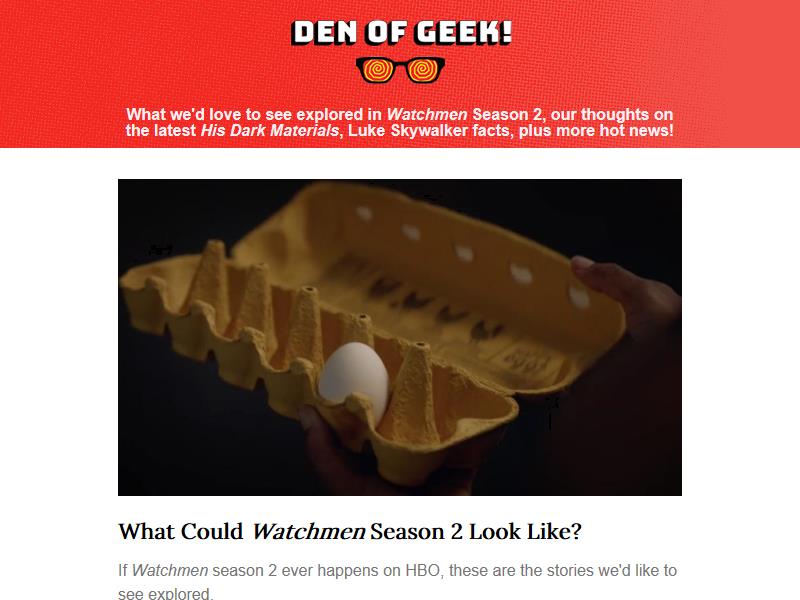 DEN OF GEEK!
What we'd love to see explored in Watchmen Season 2, our thoughts on
the latest His Dark Materials, Luke Skywalker facts, plus more hot news!
What Could Watchmen Season 2 Look Like?
If Watchmen season 2 ever happens on HBO, these are the stories we'd like to
see explored.